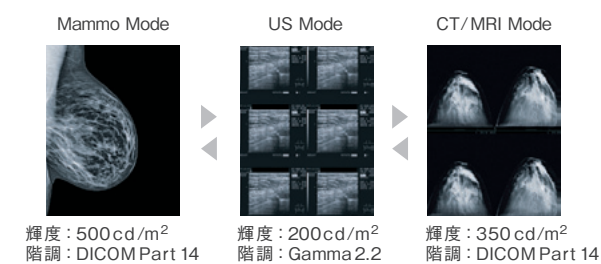 Mammo Mode
US Mode
CT/MRI Mode
輝度：500cd/m²
階調：DICOM Part 14
輝度：200cd/m²
階調：Gamma 2.2
輝度：350cd/m²
階調：DICOM Part 14